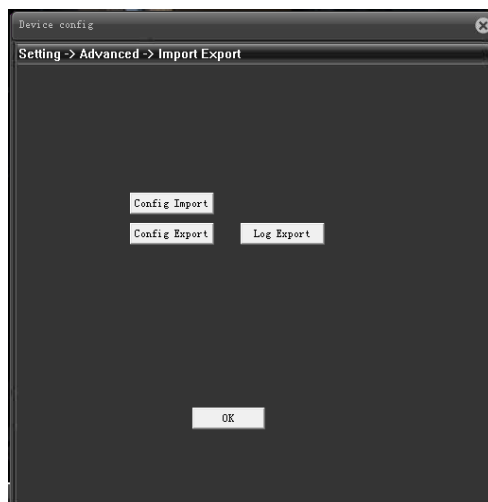 Device config
Setting -> Advanced -> Import Export
Config Import
Config Export
Log Export
OK